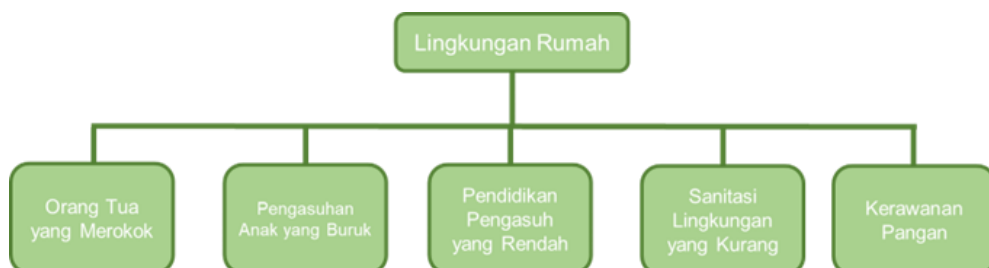 Lingkungan Rumah
Orang Tua
yang Merokok
Pengasuhan
Anak yang Buruk
Pendidikan
Pengasuh
yang Rendah
Sanitasi
Lingkungan
yang Kurang
Kerawanan
Pangan